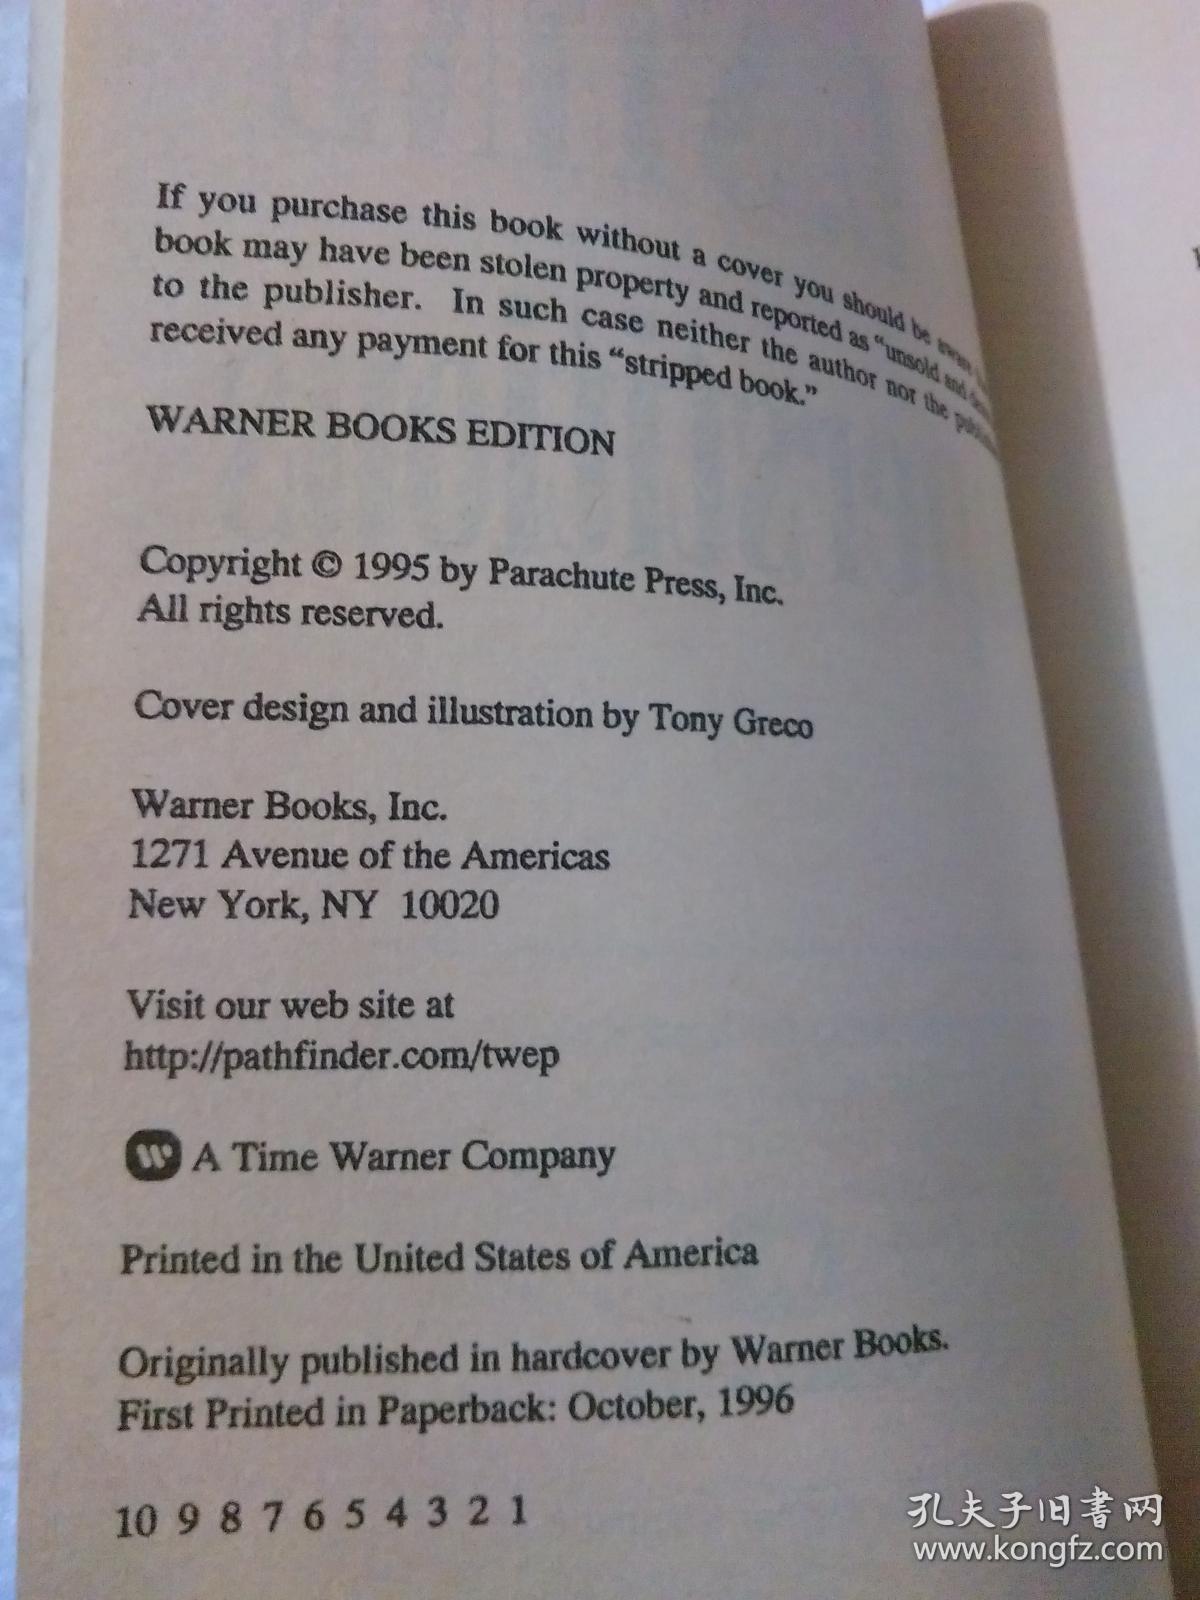 If you purchase this book without a cover you should be aware
book may have been stolen property and reported as "unsold and
to the publisher. In such case neither the author nor the
received any payment for this "stripped book."
WARNER BOOKS EDITION
Copyright © 1995 by Parachute Press, Inc.
All rights reserved.
Cover design and illustration by Tony Greco
Warner Books, Inc.
1271 Avenue of the Americas
New York, NY 10020
Visit our web site at
http://pathfinder.com/twep
W A Time Warner Company
Printed in the United States of America
Originally published in hardcover by Warner Books.
First Printed in Paperback: October, 1996
10 9 8 7 6 5 4 3 2 1
孔夫子旧书网
www.kongfz.com